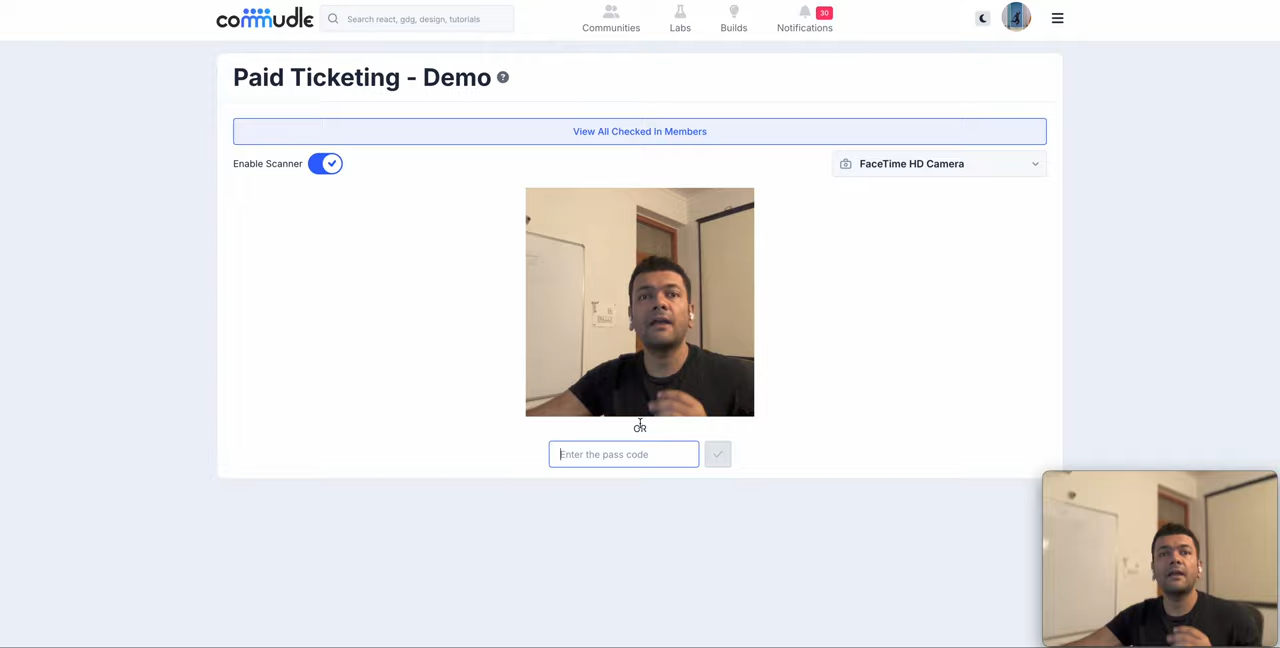 commudle
Search react, gdg, design, tutorials
Communities
Labs
Builds
Notifications
30
Paid Ticketing - Demo
?
View All Checked In Members
Enable Scanner
FaceTime HD Camera
OR
Enter the pass code